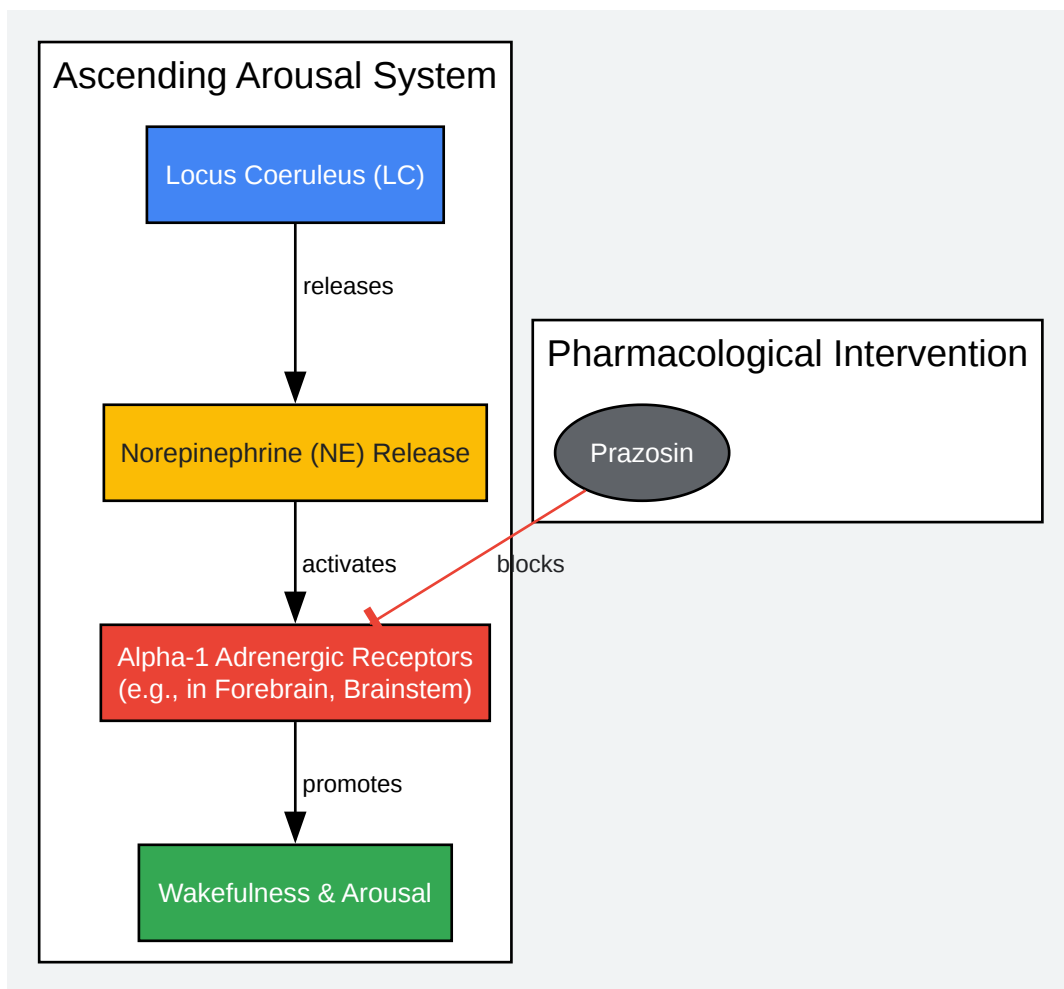 Ascending Arousal System
Locus Coeruleus (LC)
releases
Norepinephrine (NE) Release
activates
Alpha-1 Adrenergic Receptors
(e.g., in Forebrain, Brainstem)
promotes
Wakefulness & Arousal
Pharmacological Intervention
Prazosin
blocks